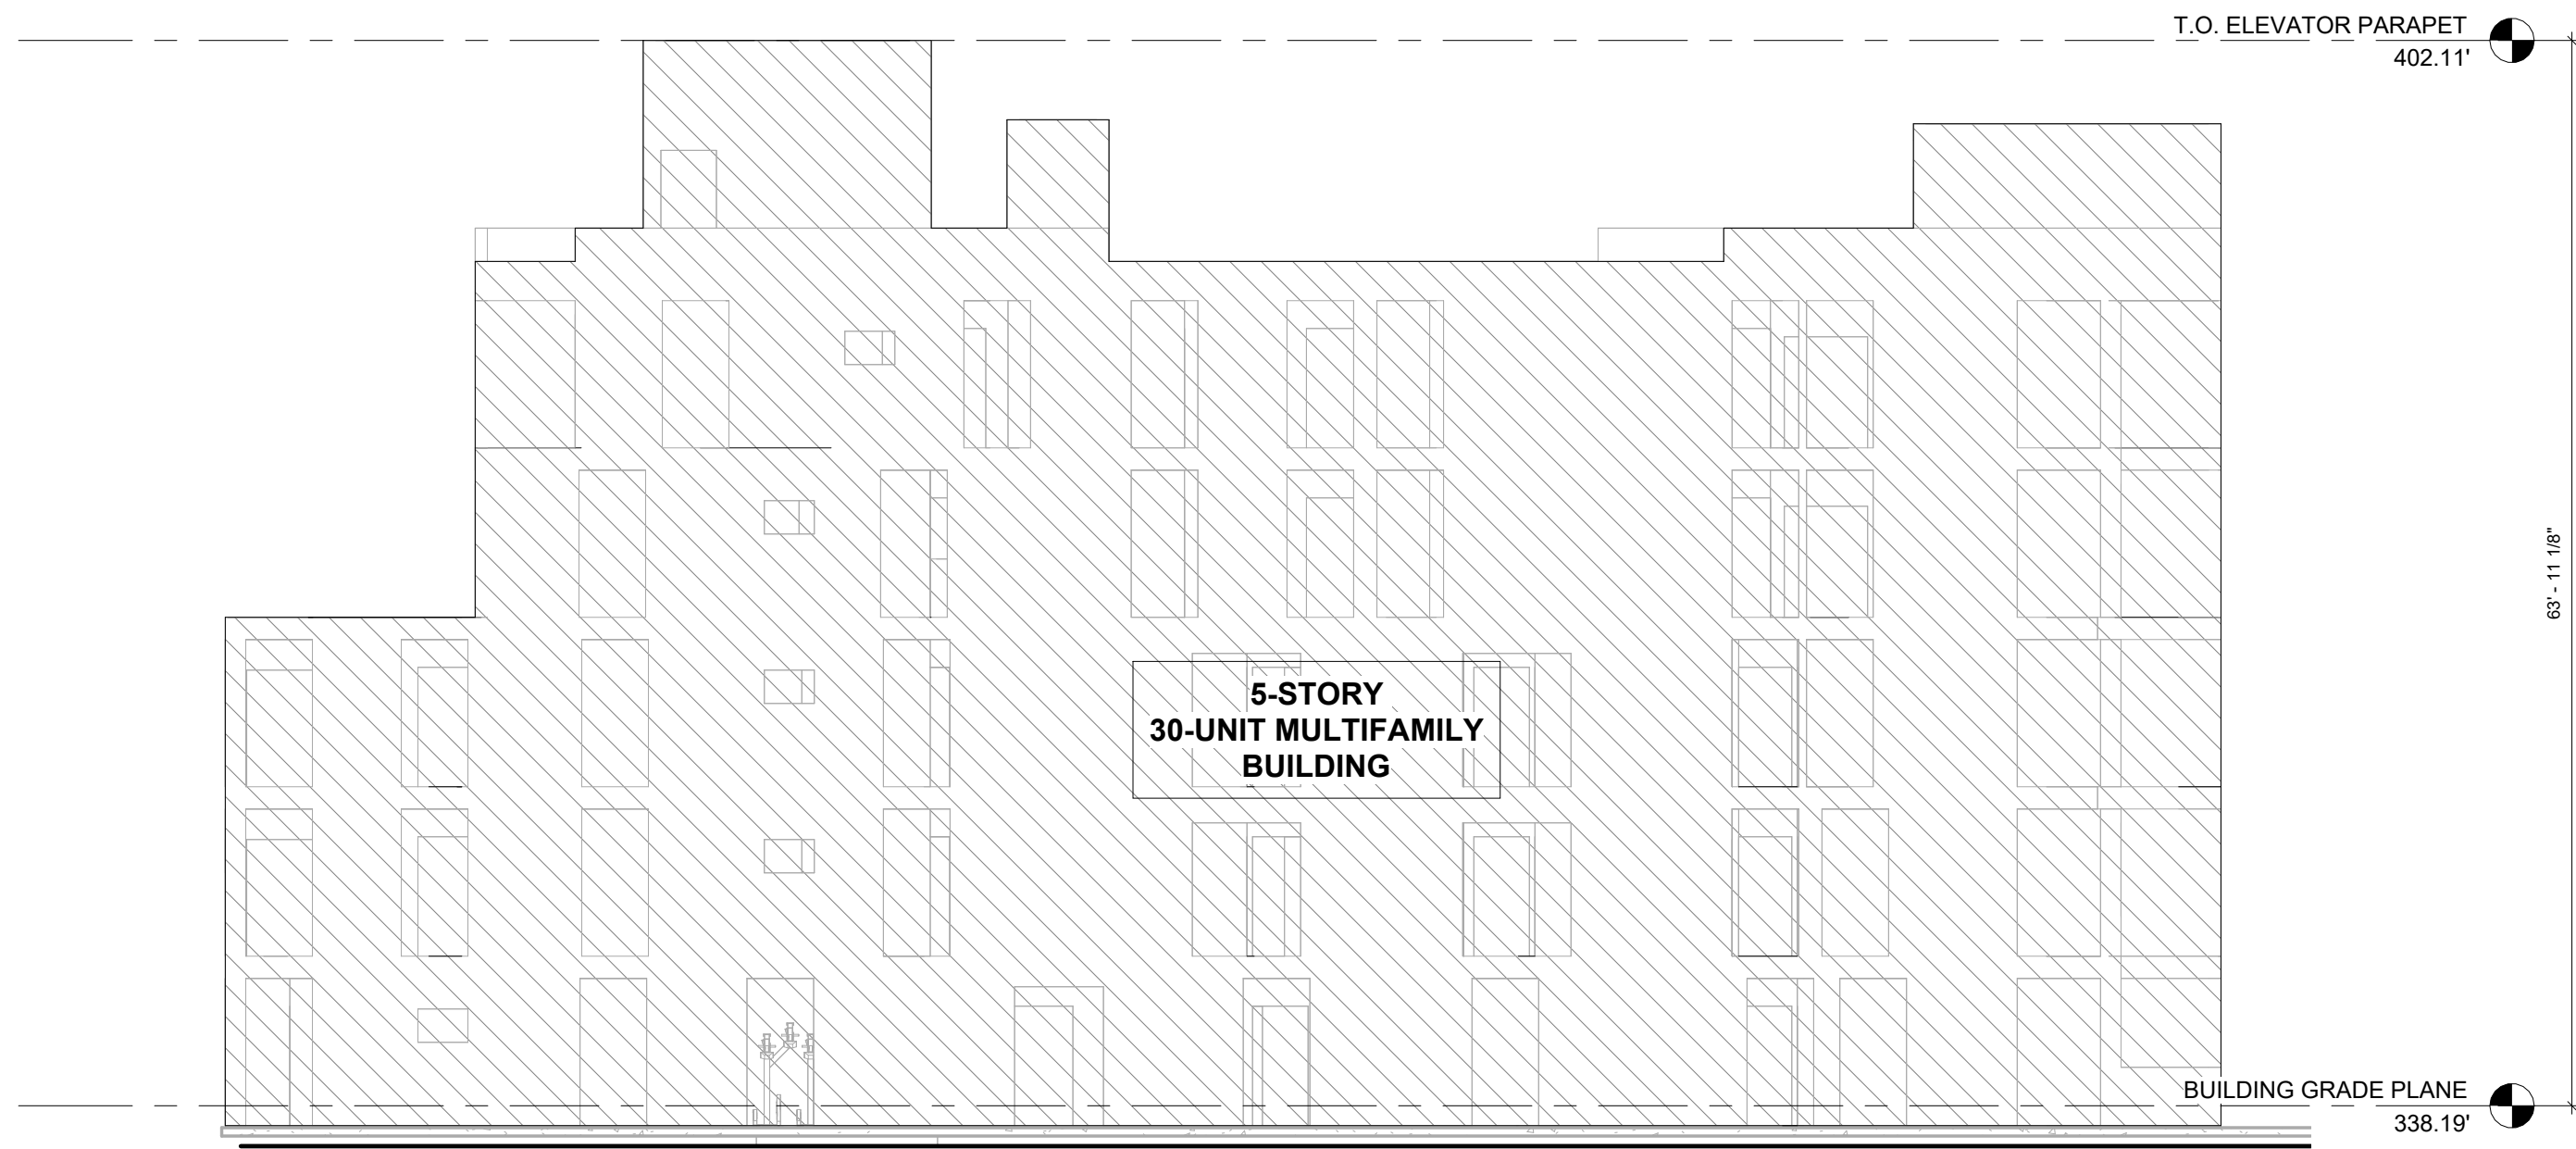 T.O. ELEVATOR PARAPET
402.11'
63' - 11 1/8"
5-STORY
30-UNIT MULTIFAMILY
BUILDING
BUILDING GRADE PLANE
338.19'